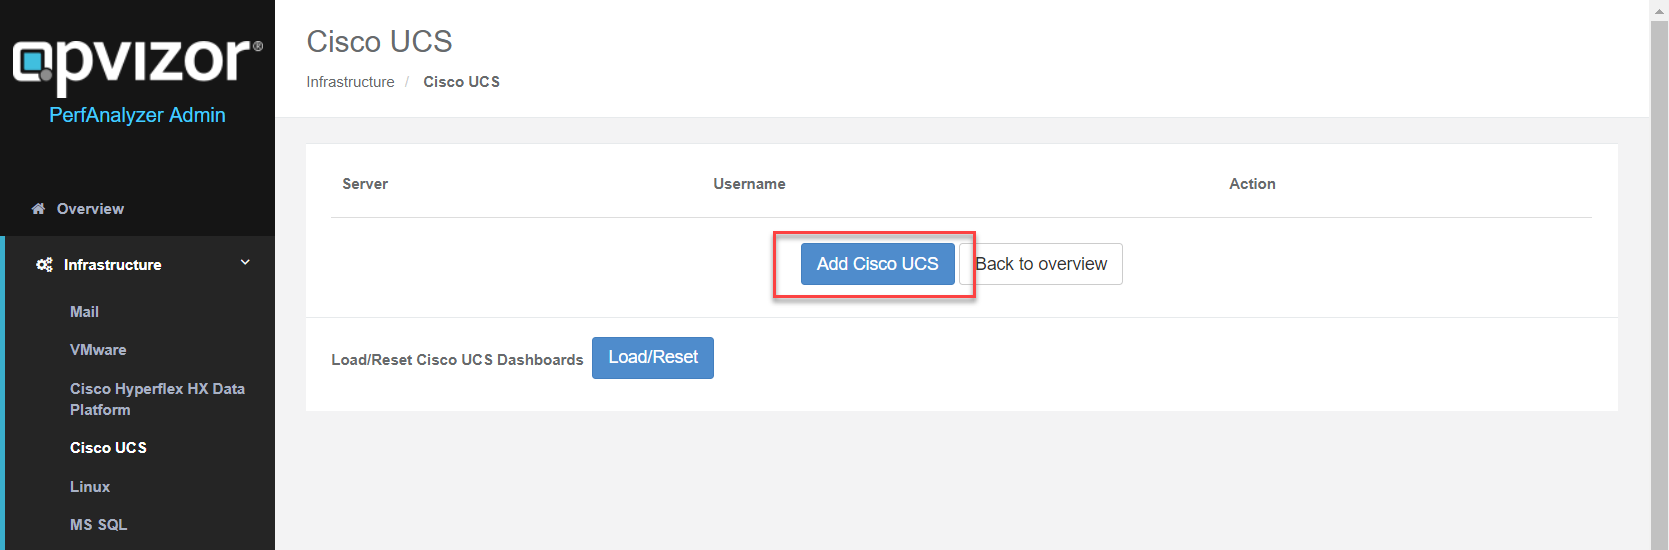 opvizor®
PerfAnalyzer Admin
Overview
Infrastructure
Mail
VMware
Cisco Hyperflex HX Data
Platform
Cisco UCS
Linux
MS SQL
Cisco UCS
Infrastructure / Cisco UCS
Server Username Action
Add Cisco UCS Back to overview
Load/Reset Cisco UCS Dashboards Load/Reset